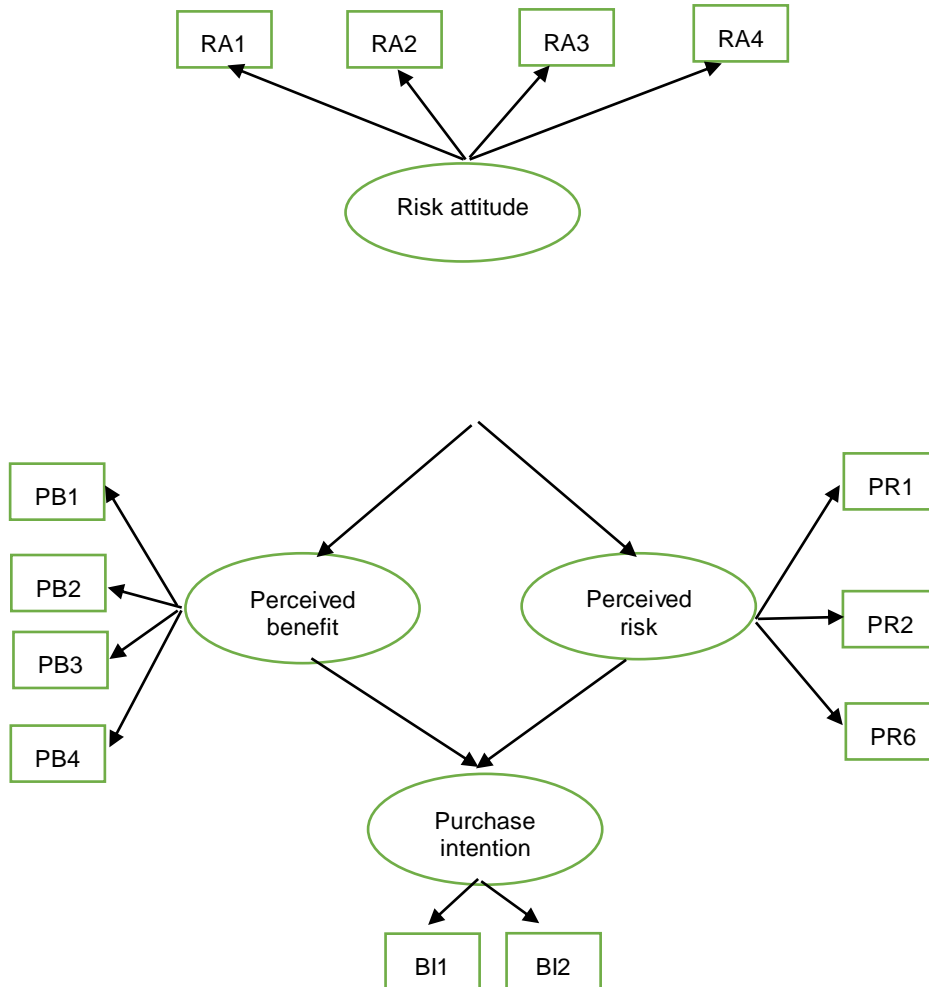 RA1
RA2
RA3
RA4
Risk attitude
PB1
PB2
PB3
PB4
Perceived
benefit
Perceived
risk
PR1
PR2
PR6
Purchase
intention
BI1
BI2